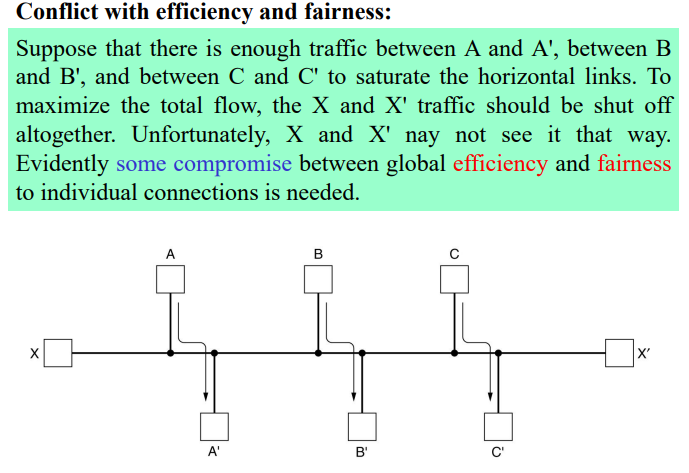 Conflict with efficiency and fairness:
Suppose that there is enough traffic between A and A', between B
and B', and between C and C' to saturate the horizontal links. To
maximize the total flow, the X and X' traffic should be shut off
altogether. Unfortunately, X and X' nay not see it that way.
Evidently some compromise between global efficiency and fairness
to individual connections is needed.
A B C
X X′
A' B' C'